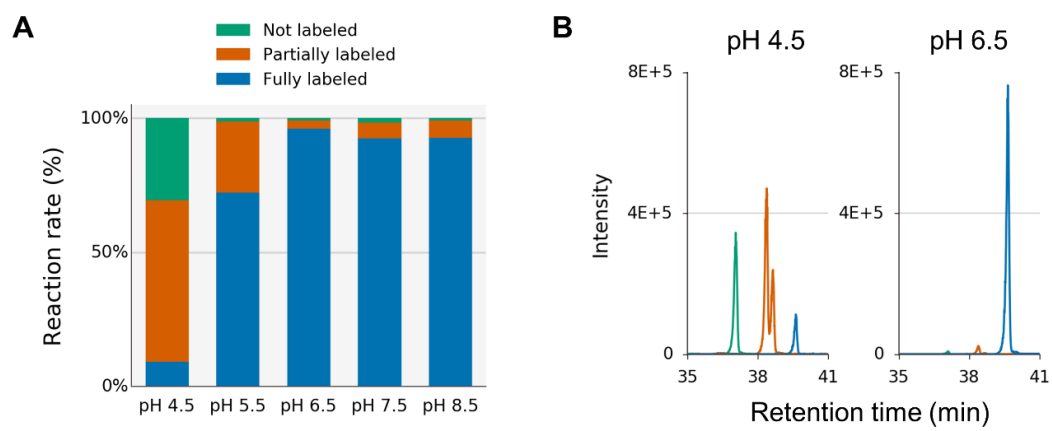 A
Not labeled
Partially labeled
Fully labeled
Reaction rate (%)
100%
50%
0%
pH 4.5 pH 5.5 pH 6.5 pH 7.5 pH 8.5
B
pH 4.5 pH 6.5
Intensity
8E+5 8E+5
4E+5 4E+5
0 0
35 38 41 35 38 41
Retention time (min)